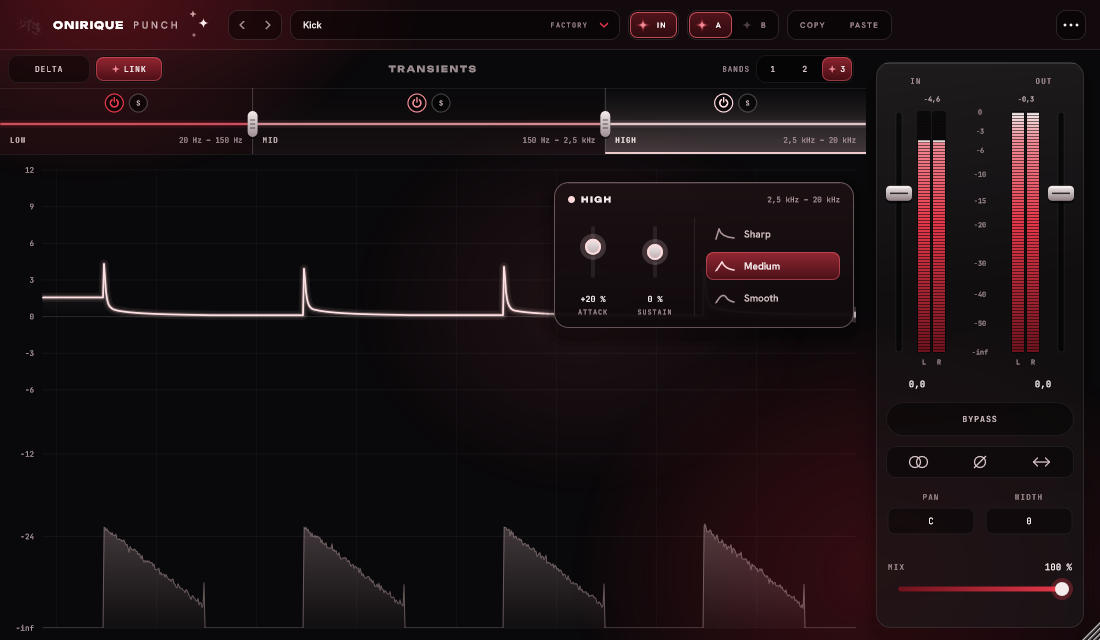 ONIRIQUE PUNCH
Kick FACTORY
IN A B COPY PASTE
DELTA LINK TRANSIENTS BANDS 1 2 3
S S S
LOW 20 Hz – 150 Hz MID 150 Hz – 2,5 kHz HIGH 2,5 kHz – 20 kHz
12
9
6
3
0
-3
-6
-12
-24
-inf
HIGH 2,5 kHz – 20 kHz
+20 % 0 %
ATTACK SUSTAIN
Sharp
Medium
Smooth
IN OUT
-4,6 -0,3
0
-3
-6
-10
-15
-20
-30
-40
-50
-inf
L R L R
0,0 0,0
BYPASS
PAN WIDTH
C 0
MIX 100 %